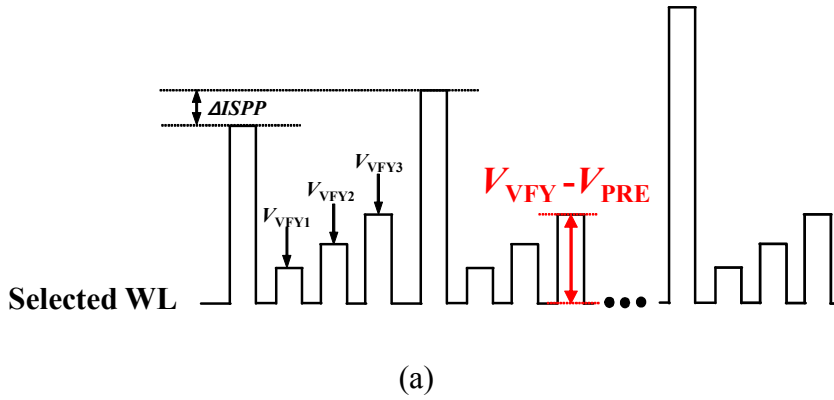 ΔISPP
VVFY1
VVFY2
VVFY3
VVFY - VPRE
Selected WL
(a)